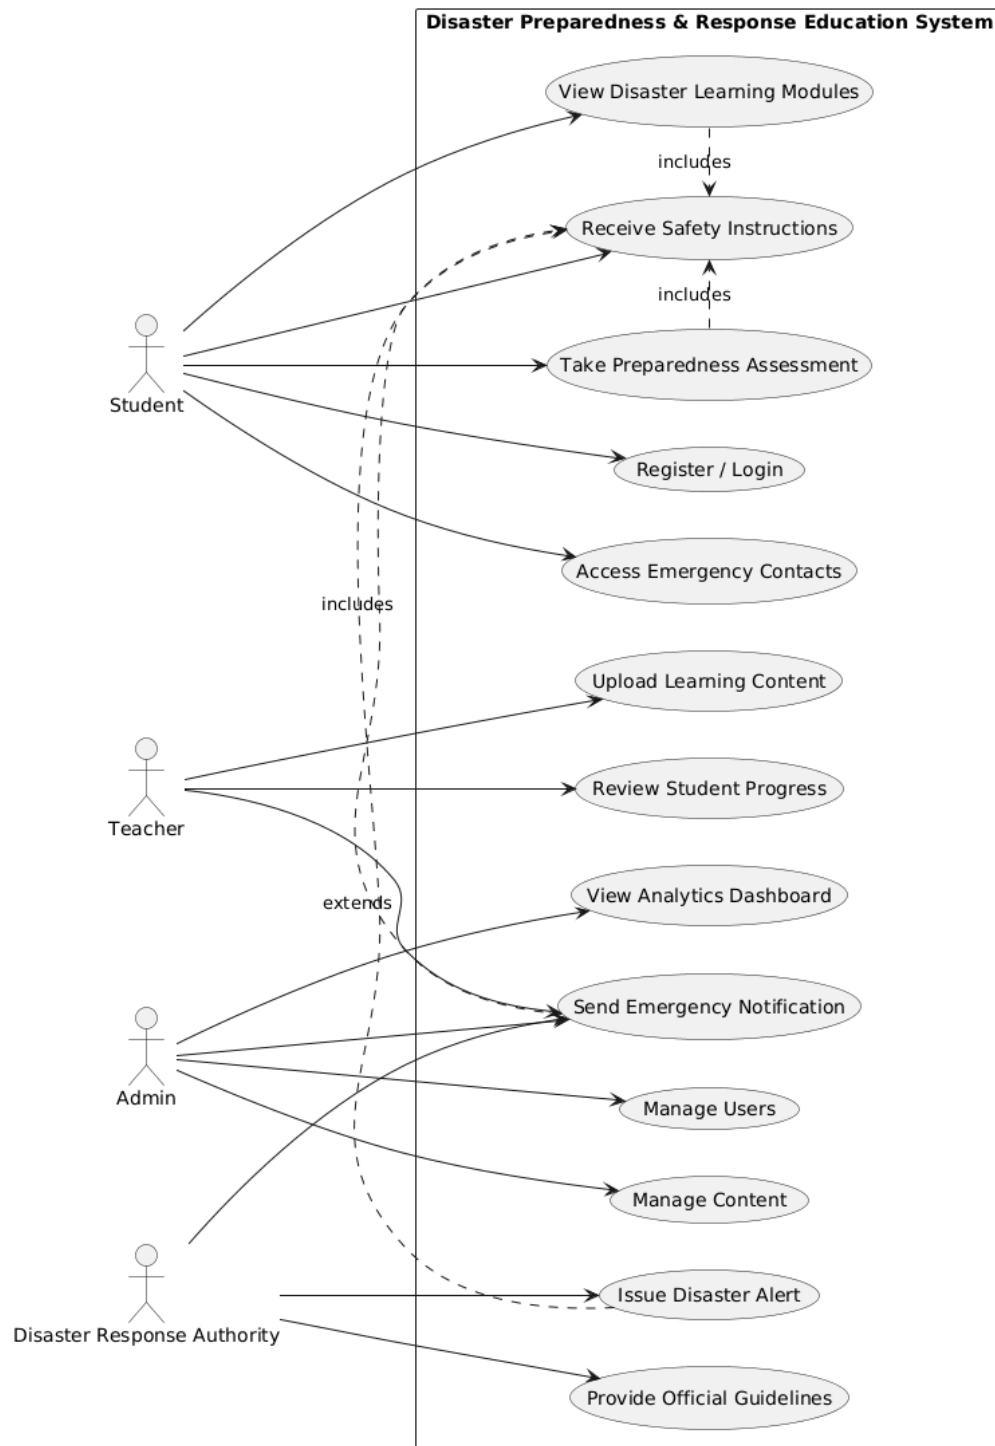 Disaster Preparedness & Response Education System
View Disaster Learning Modules
includes
Receive Safety Instructions
includes
Take Preparedness Assessment
Student
Register / Login
Access Emergency Contacts
includes
Upload Learning Content
Review Student Progress
Teacher
View Analytics Dashboard
extends
Send Emergency Notification
Admin
Manage Users
Manage Content
Issue Disaster Alert
Disaster Response Authority
Provide Official Guidelines